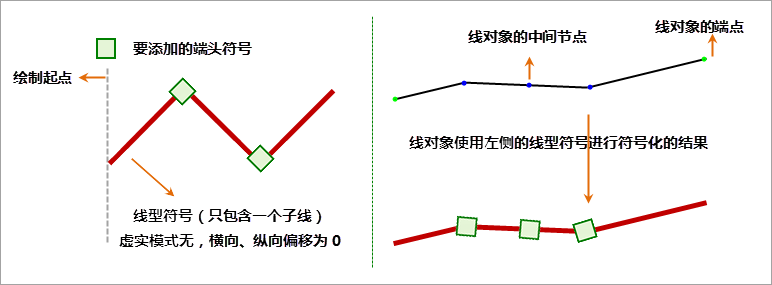 要添加的端头符号
绘制起点
线型符号（只包含一个子线）
虚实模式无，横向、纵向偏移为 0
线对象的中间节点
线对象的端点
线对象使用左侧的线型符号进行符号化的结果